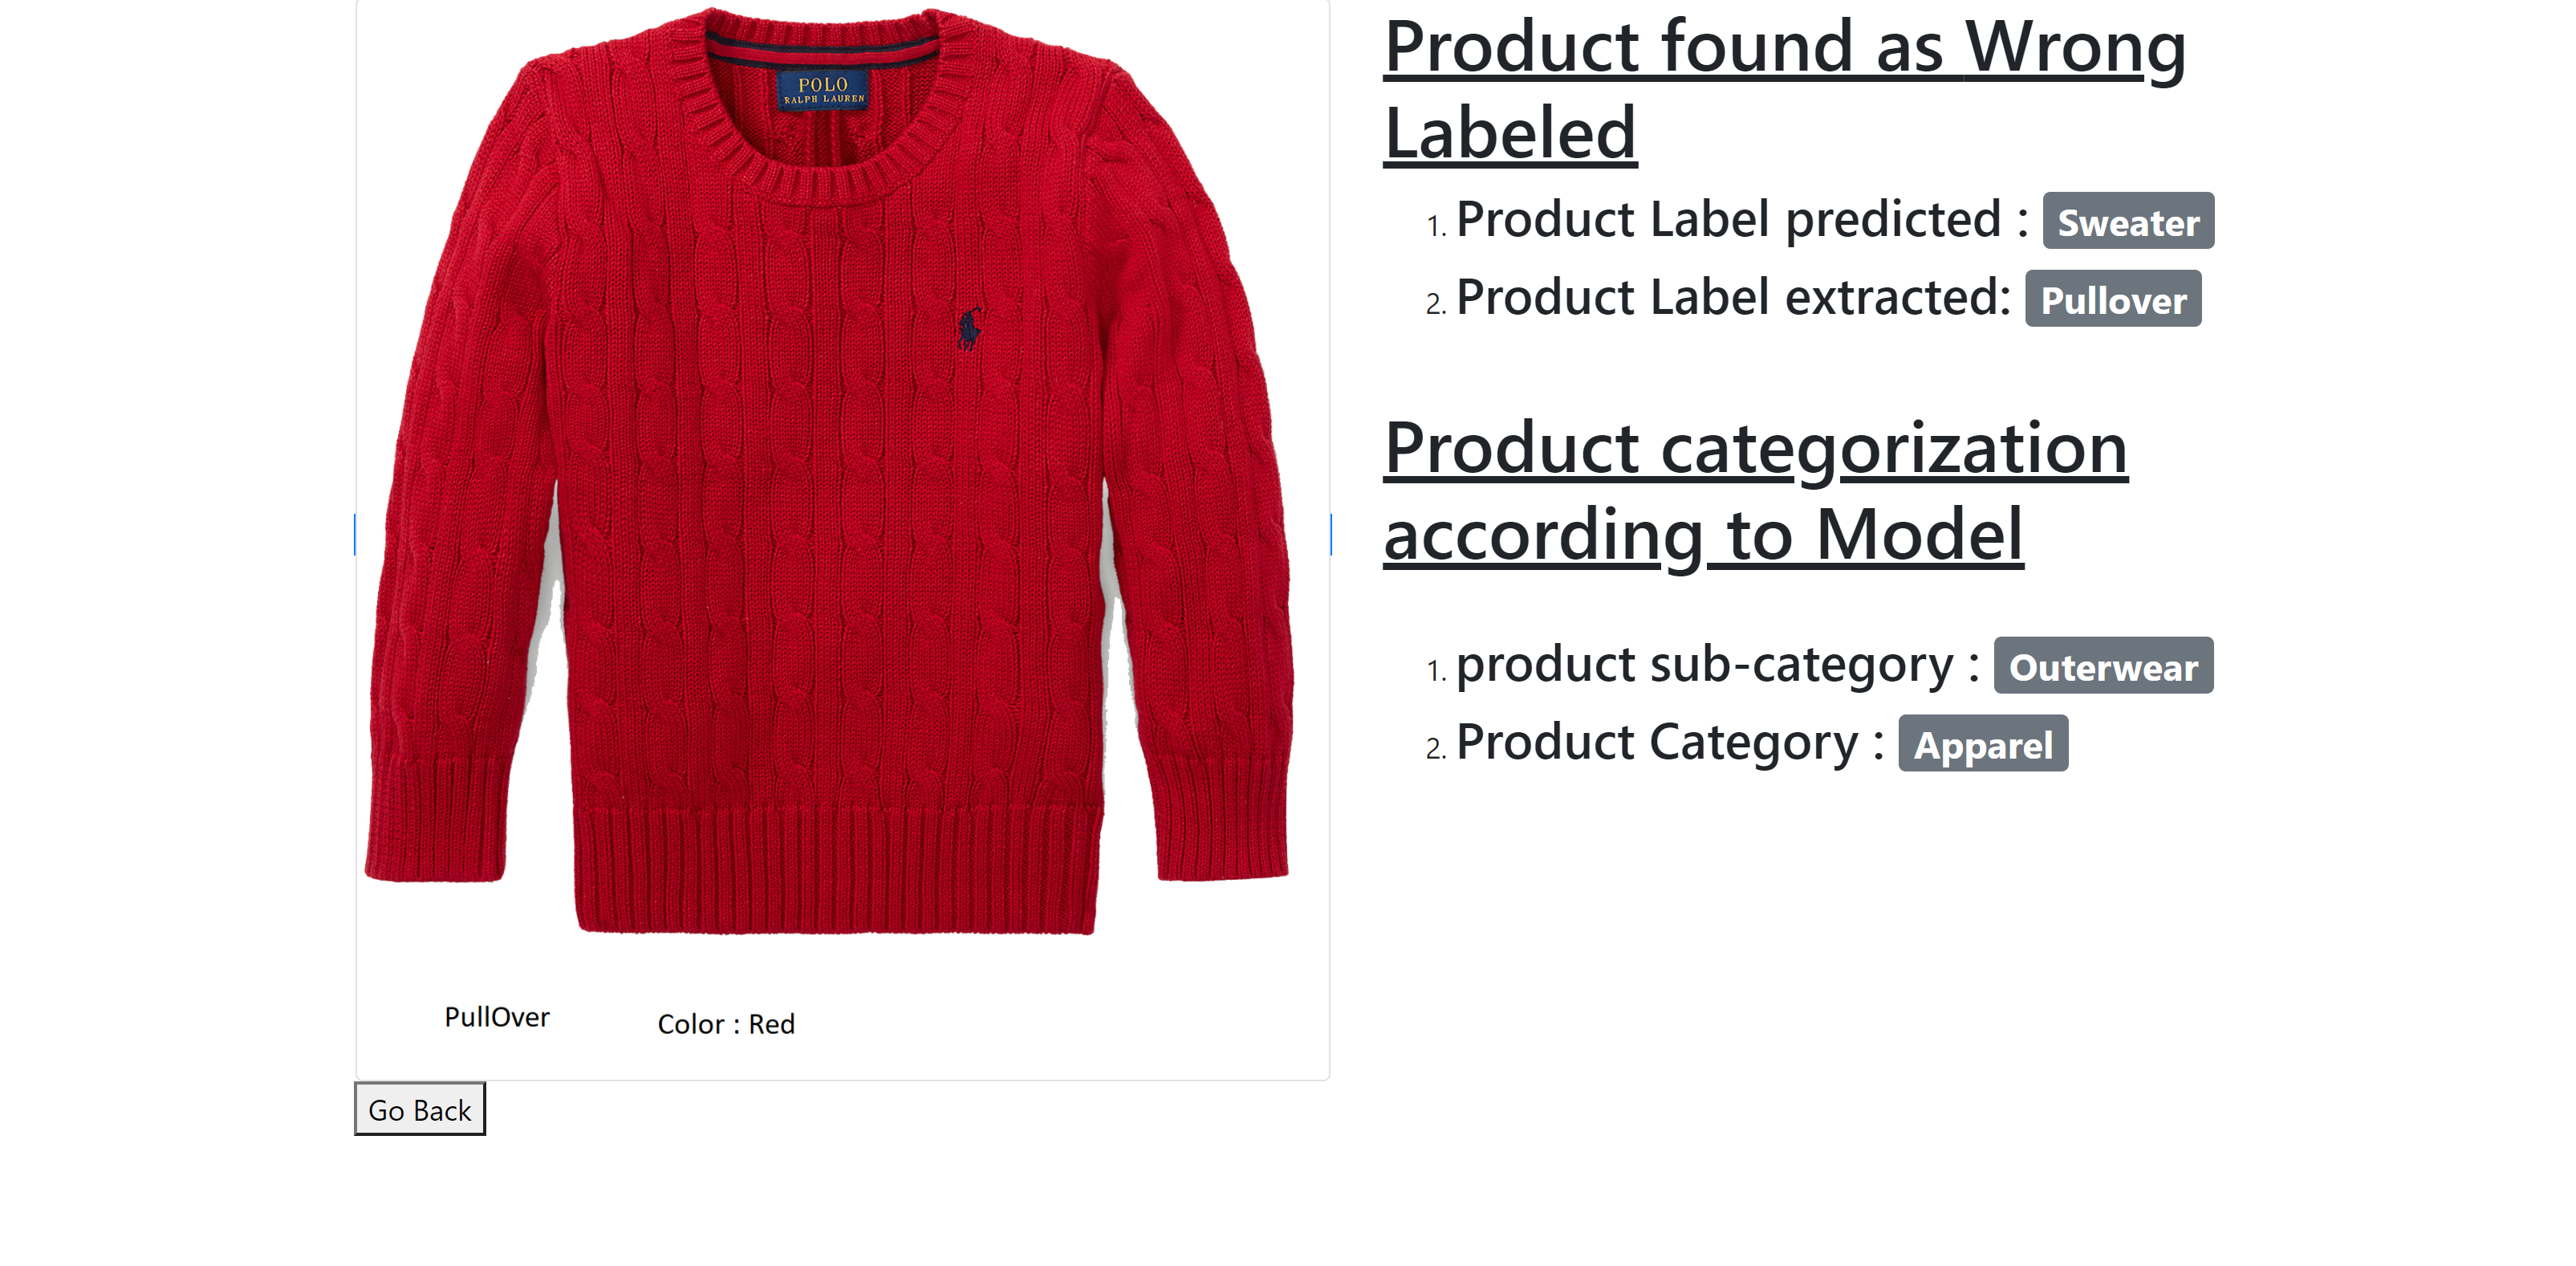 POLO
RALPH LAUREN
PullOver
Color : Red
Go Back
Product found as Wrong
Labeled
1. Product Label predicted : Sweater
2. Product Label extracted: Pullover
Product categorization
according to Model
1. product sub-category : Outerwear
2. Product Category : Apparel